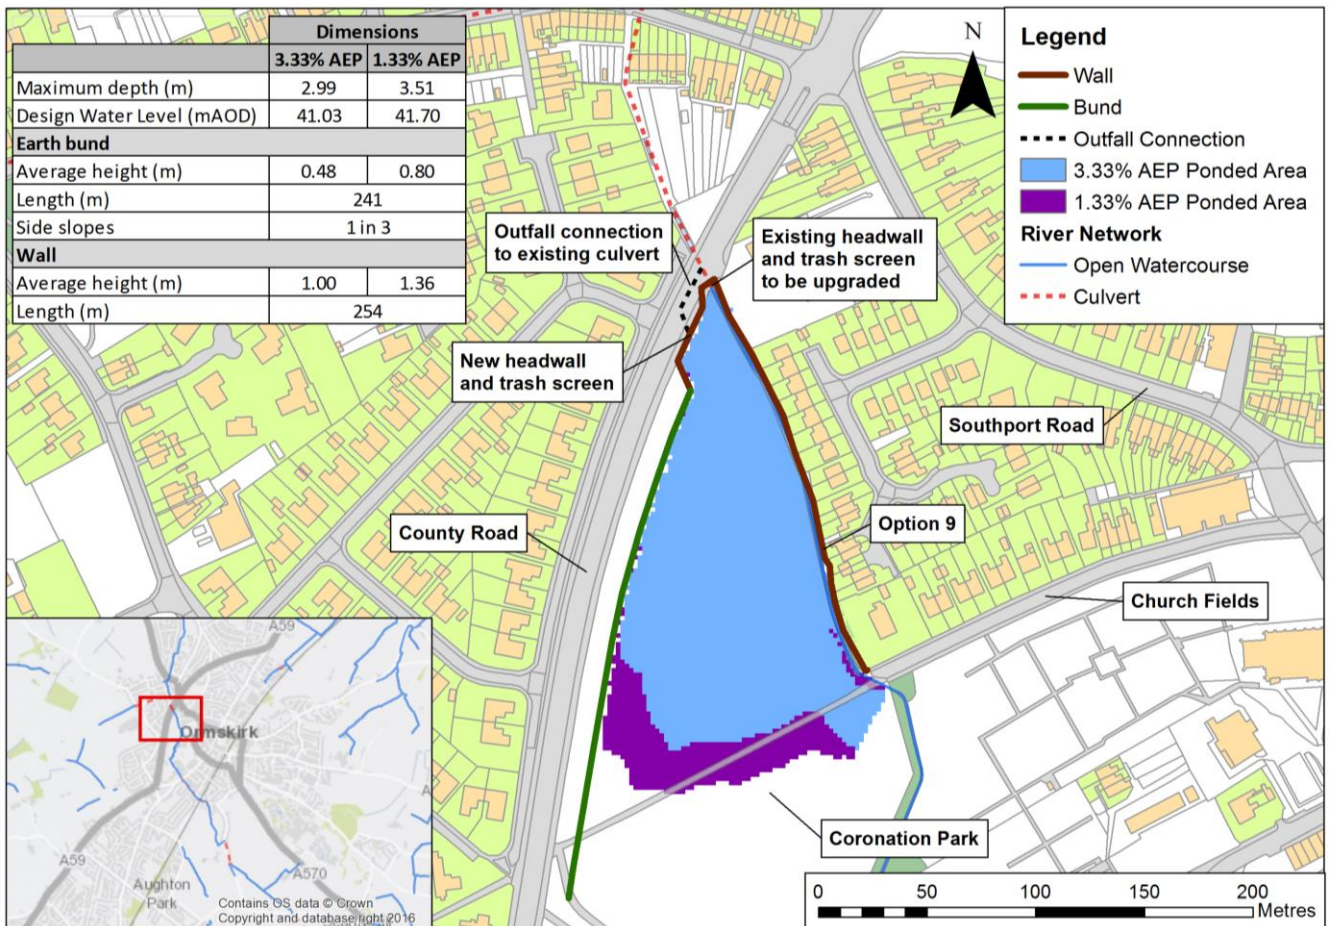 Dimensions
3.33% AEP 1.33% AEP
Maximum depth (m) 2.99 3.51
Design Water Level (mAOD) 41.03 41.70
Earth bund
Average height (m) 0.48 0.80
Length (m) 241
Side slopes 1 in 3
Wall
Average height (m) 1.00 1.36
Length (m) 254
N
Legend
Wall
Bund
Outfall Connection
3.33% AEP Ponded Area
1.33% AEP Ponded Area
River Network
Open Watercourse
Culvert
Outfall connection
to existing culvert
Existing headwall
and trash screen
to be upgraded
New headwall
and trash screen
Southport Road
Option 9
County Road
Church Fields
Coronation Park
A59
Ormskirk
A59
A570
Aughton
Park
A
Contains OS data © Crown
Copyright and database right 2016
0 50 100 150 200
Metres